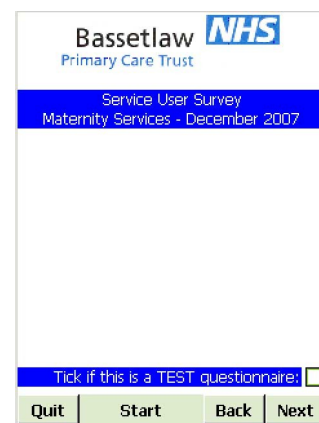 Bassetlaw NHS
Primary Care Trust
Service User Survey
Maternity Services - December 2007
Tick if this is a TEST questionnaire:
Quit Start Back Next